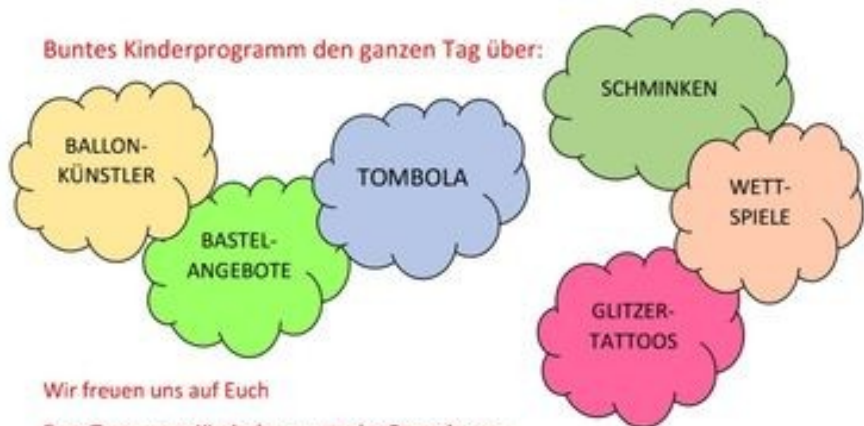 Buntes Kinderprogramm den ganzen Tag über:
SCHMINKEN
BALLON-
KÜNSTLER
TOMBOLA
WETT-
SPIELE
BASTEL-
ANGEBOTE
GLITZER-
TATTOOS
Wir freuen uns auf Euch